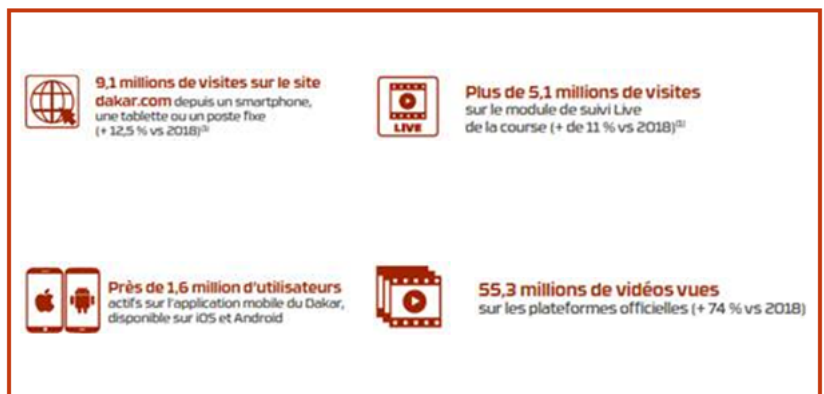 9,1 millions de visites sur le site
dakar.com depuis un smartphone,
une tablette ou un poste fixe
(+ 12,5 % vs 2018)⁽¹⁾
LIVE
Plus de 5,1 millions de visites
sur le module de suivi Live
de la course (+ de 11 % vs 2018)⁽¹⁾
Près de 1,6 million d'utilisateurs
actifs sur l'application mobile du Dakar,
disponible sur iOS et Android
55,3 millions de vidéos vues
sur les plateformes officielles (+ 74 % vs 2018)